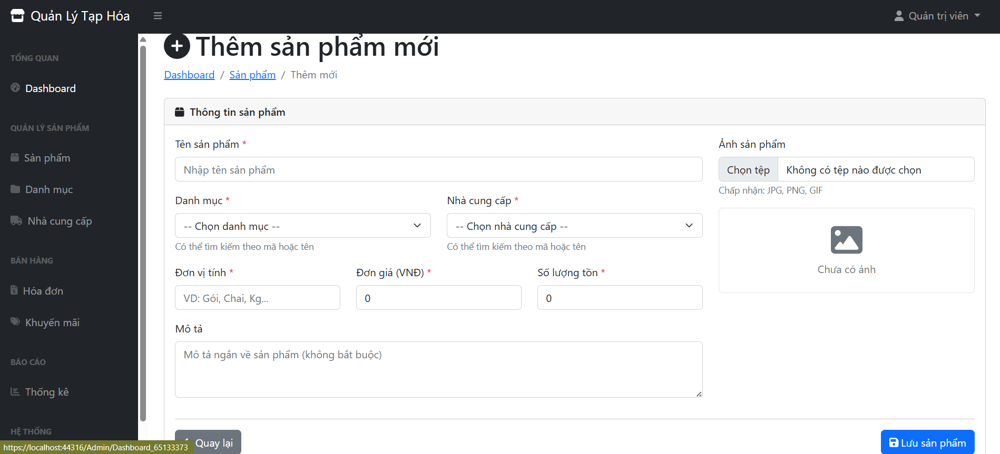 Quản Lý Tạp Hóa
Quản trị viên
TỔNG QUAN
Dashboard
QUẢN LÝ SẢN PHẨM
Sản phẩm
Danh mục
Nhà cung cấp
BÁN HÀNG
Hóa đơn
Khuyến mãi
BÁO CÁO
Thống kê
HỆ THỐNG
Thêm sản phẩm mới
Dashboard / Sản phẩm / Thêm mới
Thông tin sản phẩm
Tên sản phẩm *
Nhập tên sản phẩm
Danh mục *
Nhà cung cấp *
-- Chọn danh mục --
-- Chọn nhà cung cấp --
Có thể tìm kiếm theo mã hoặc tên
Có thể tìm kiếm theo mã hoặc tên
Đơn vị tính *
Đơn giá (VNĐ) *
Số lượng tồn *
VD: Gói, Chai, Kg...
0
0
Mô tả
Mô tả ngắn về sản phẩm (không bắt buộc)
Ảnh sản phẩm
Chọn tệp
Không có tệp nào được chọn
Chấp nhận: JPG, PNG, GIF
Chưa có ảnh
Quay lại
Lưu sản phẩm
https://localhost:44316/Admin/Dashboard_65133373